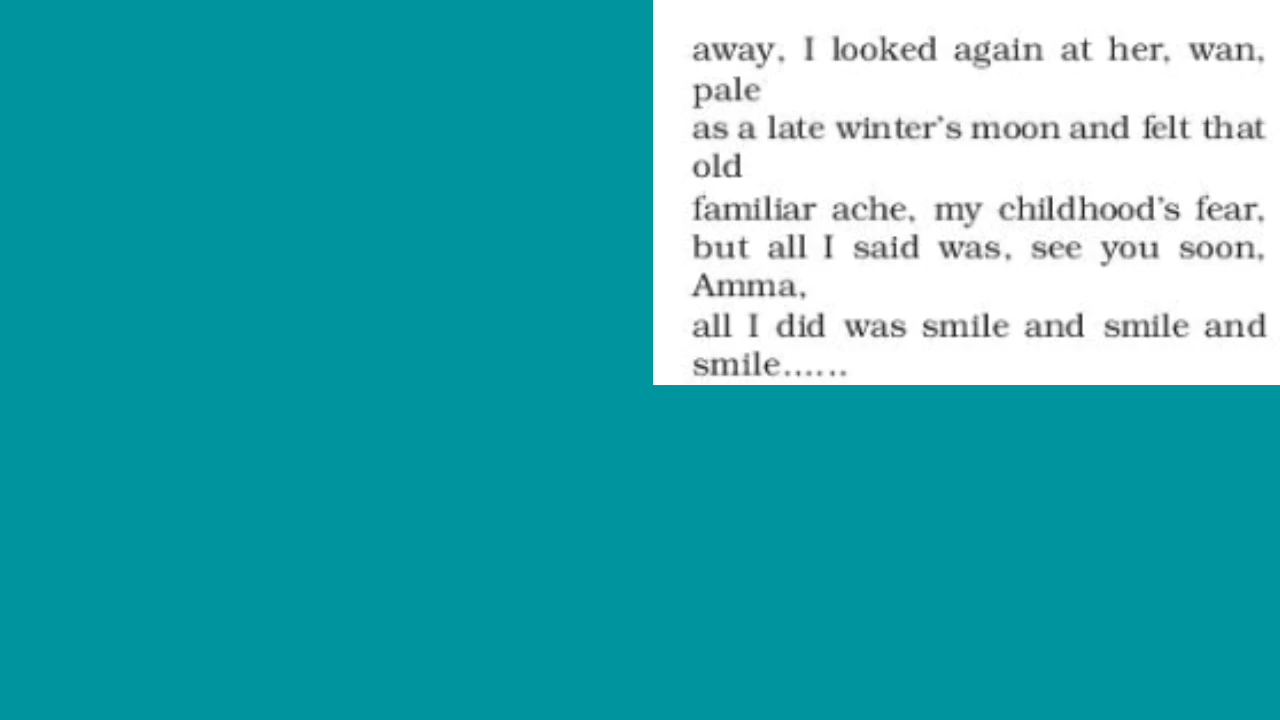 away, I looked again at her, wan,
pale
as a late winter's moon and felt that
old
familiar ache, my childhood's fear,
but all I said was, see you soon,
Amma,
all I did was smile and smile and
smile......